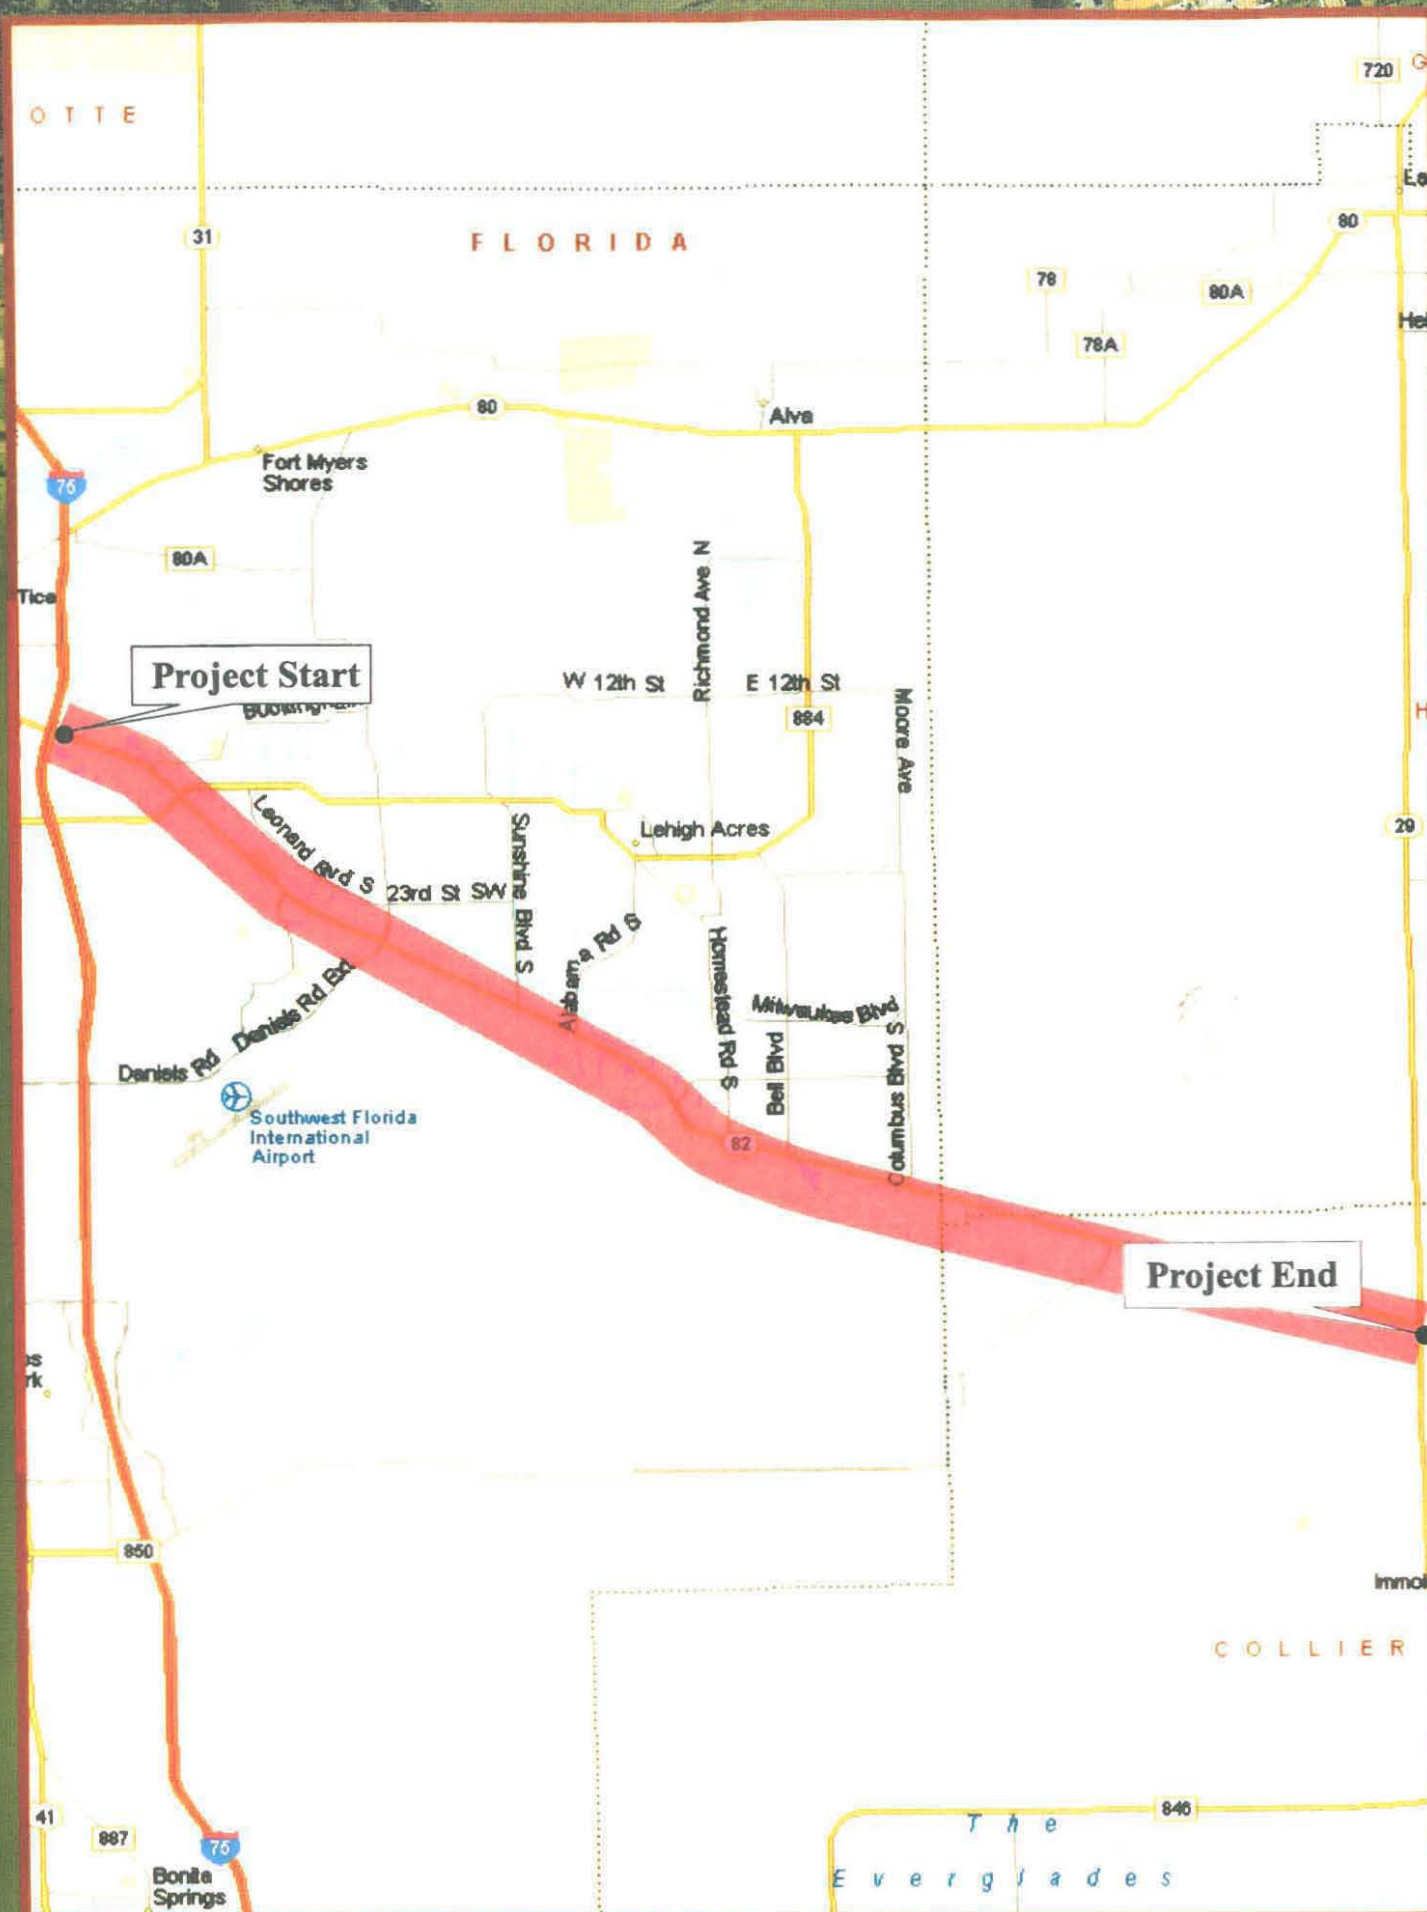 720
G
OTTE
31
FLORIDA
80
78
80A
78A
80
Alva
Fort Myers
Shores
75
80A
Tice
Richmond Ave N
Project Start
W 12th St
E 12th St
884
Moore Ave
H
Leonard Blvd S
Lehigh Acres
29
Sunshine Blvd S
23rd St SW
Alabama Rd S
Homestead Rd S
Daniels Rd Ext
Milwaukee Blvd
Bell Blvd
Columbus Blvd S
Daniels Rd
Southwest Florida
International
Airport
82
Project End
850
Immok
COLLIER
41
887
75
Bonita
Springs
846
The
Everglades